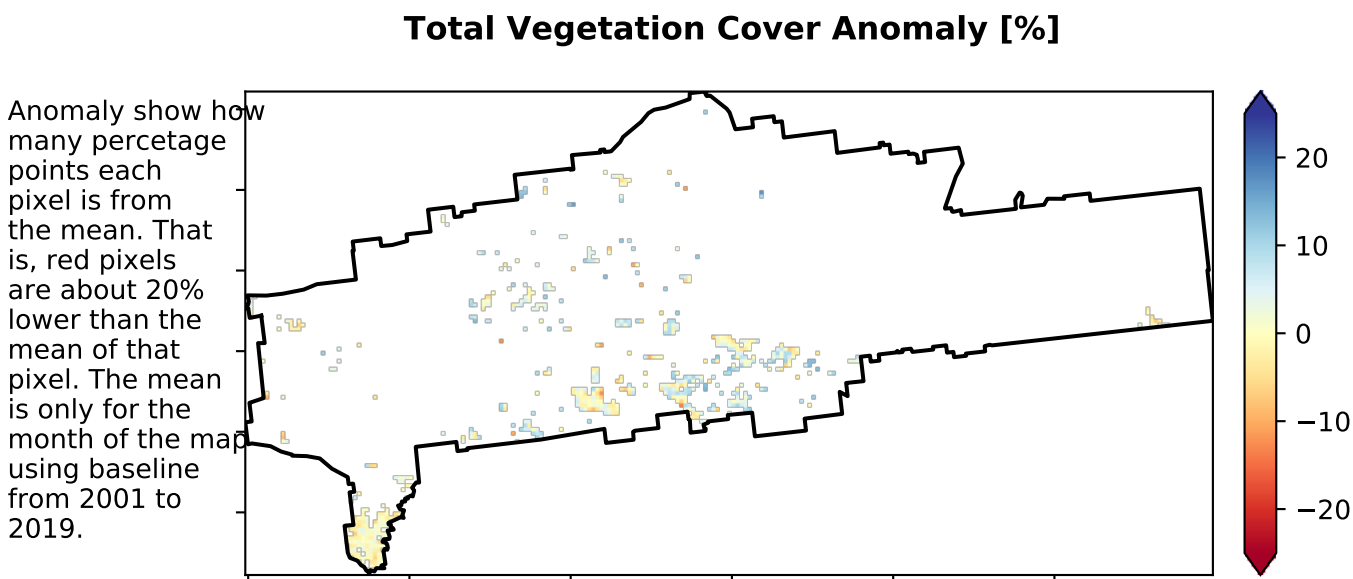 Total Vegetation Cover Anomaly [%]
Anomaly show how
many percetage
points each
pixel is from
the mean. That
is, red pixels
are about 20%
lower than the
mean of that
pixel. The mean
is only for the
month of the map
using baseline
from 2001 to
2019.
20
10
0
−10
−20